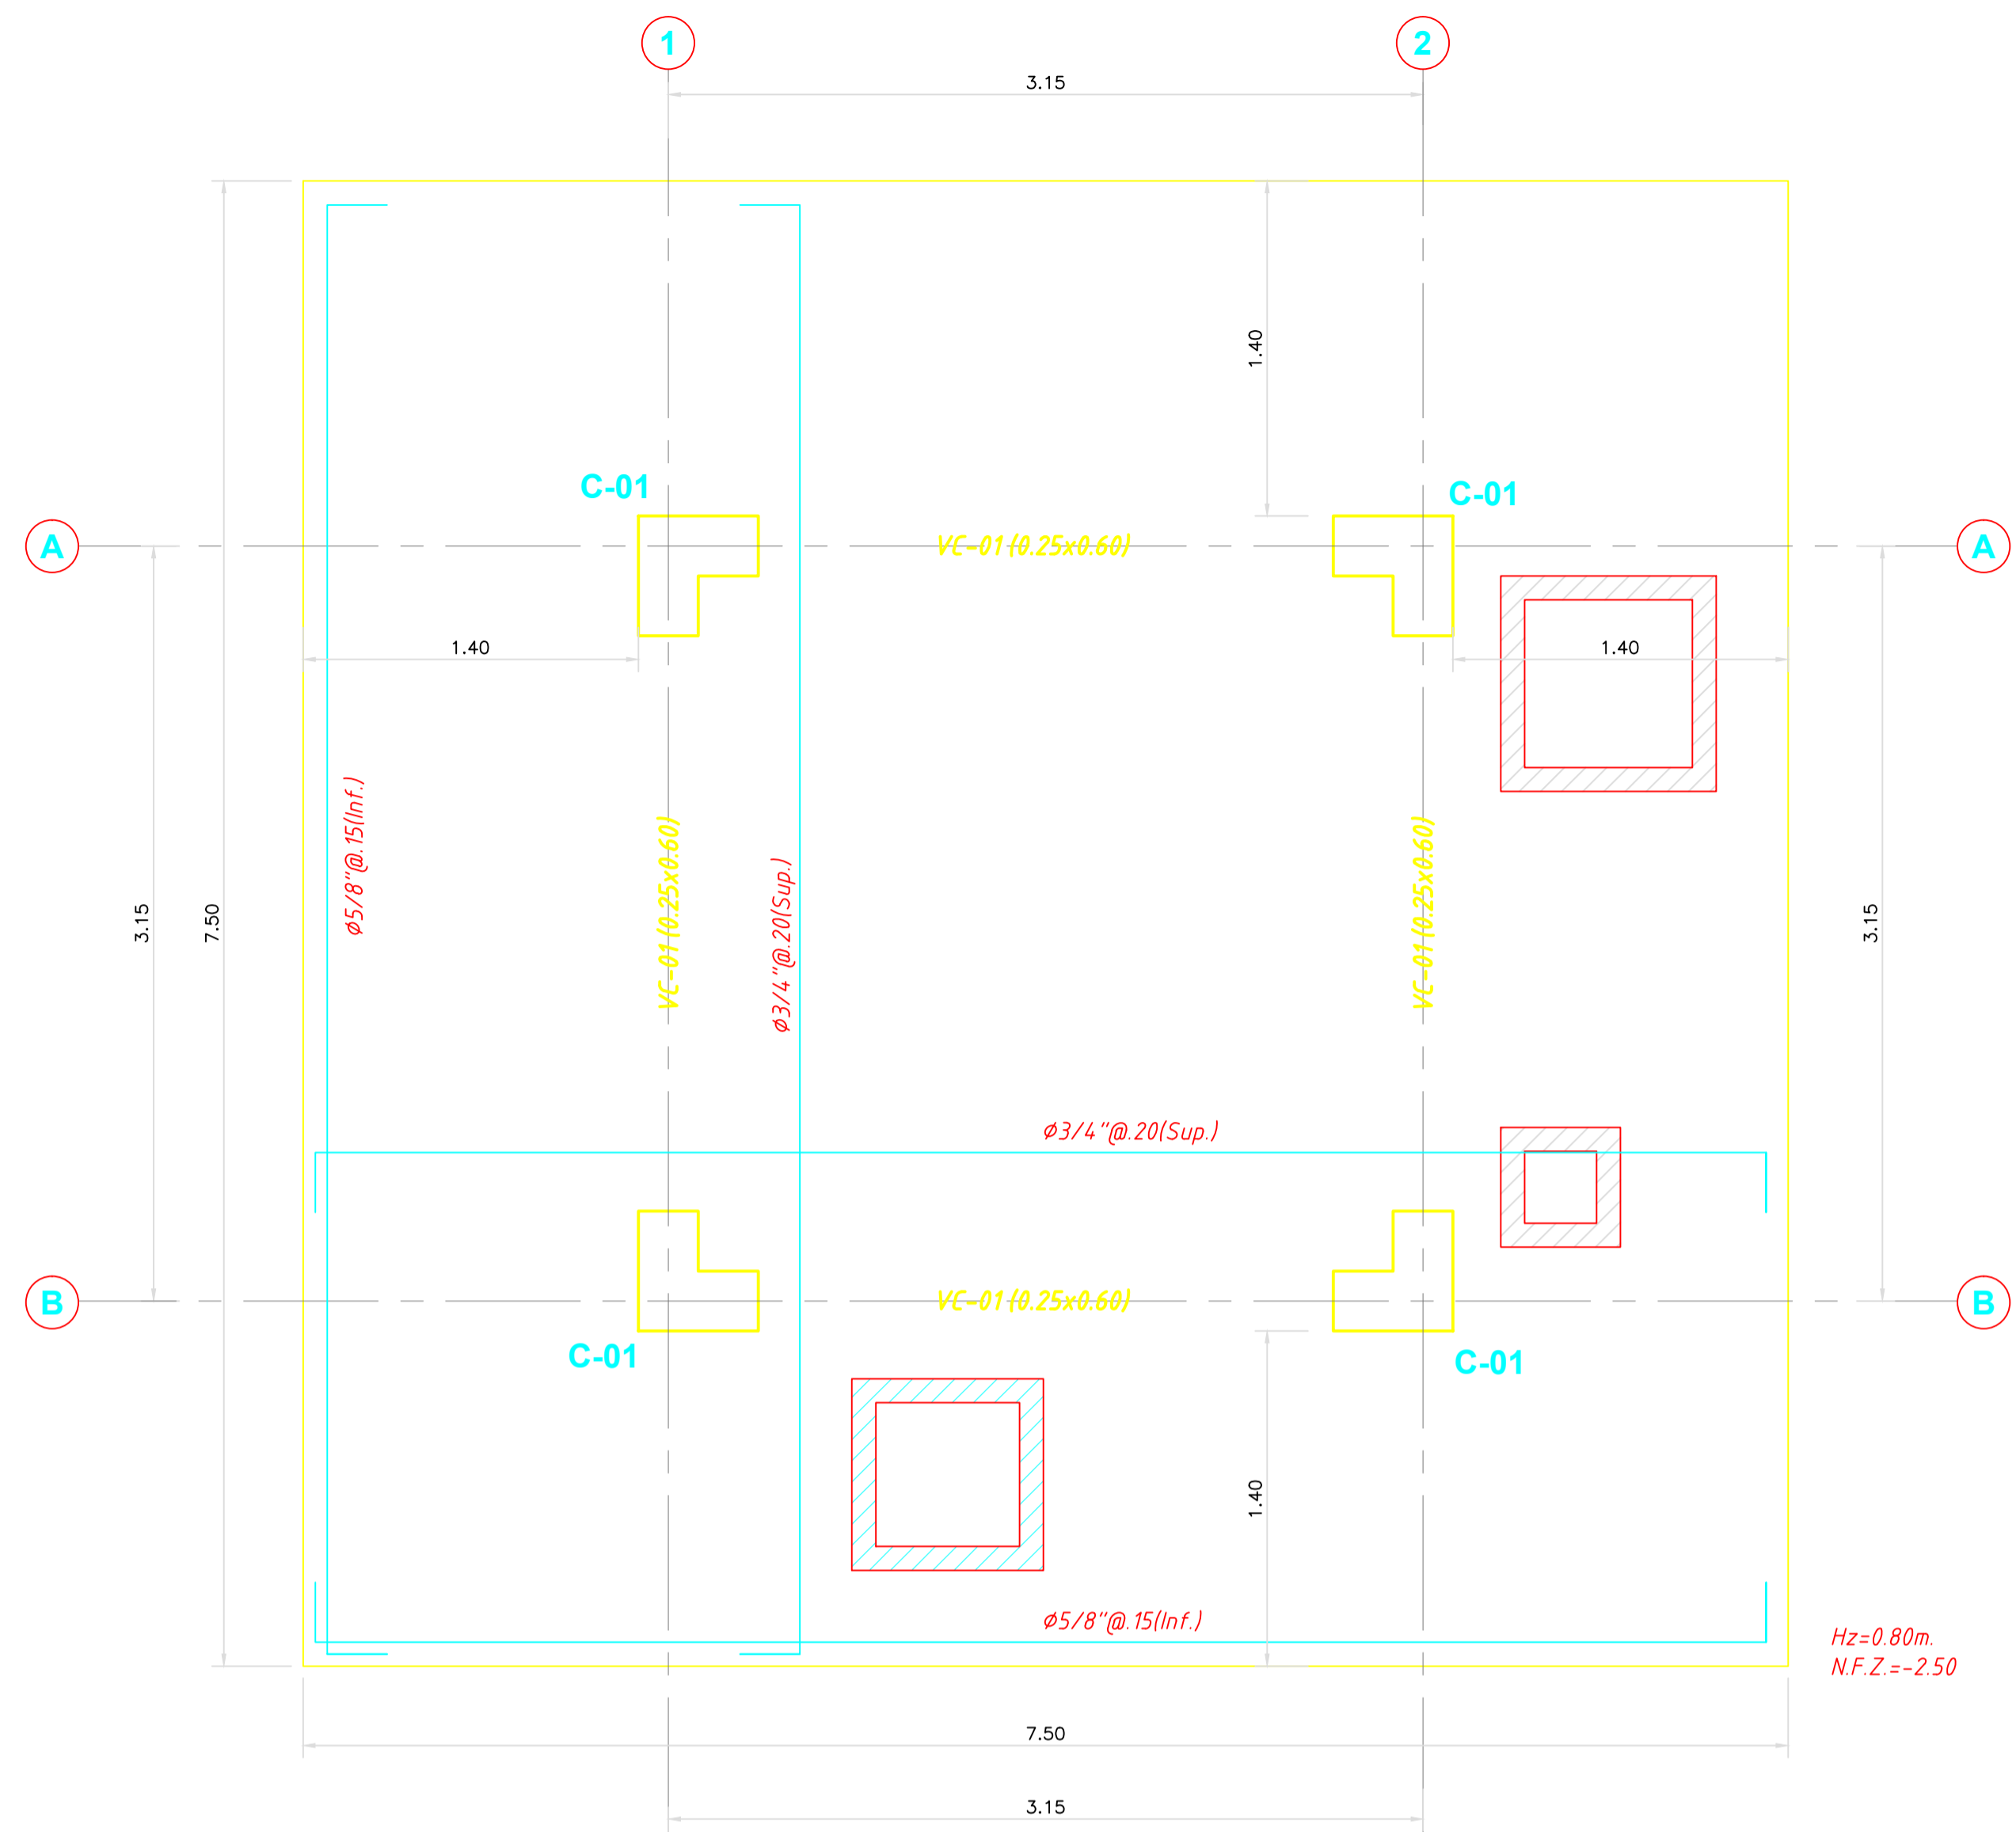 1
2
3.15
1.40
C-01
C-01
A
VC-01(0.25x0.60)
A
1.40
1.40
ø5/8"@.15(Inf.)
ø3/4"@.20(Sup.)
VC-01(0.25x0.60)
VC-01(0.25x0.60)
3.15
7.50
3.15
ø3/4"@.20(Sup.)
B
VC-01(0.25x0.60)
B
C-01
C-01
1.40
ø5/8"@.15(Inf.)
Hz=0.80m.
N.F.Z.=-2.50
7.50
3.15